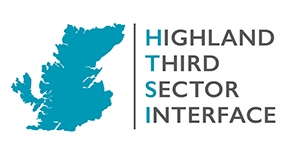 HIGHLAND
THIRD
SECTOR
INTERFACE